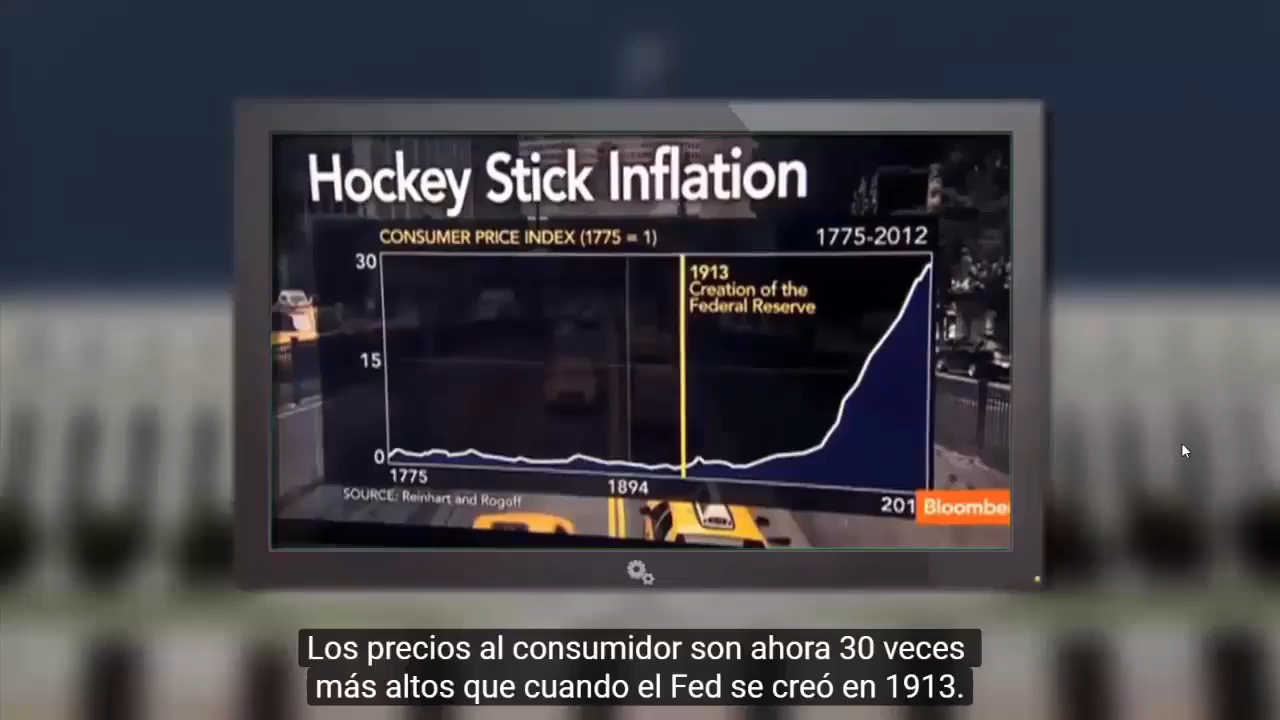 Hockey Stick Inflation
CONSUMER PRICE INDEX (1775 = 1)
1775-2012
30
1913
Creation of the
Federal Reserve
15
0
1775
1894
201
SOURCE: Reinhart and Rogoff
Bloombe
Los precios al consumidor son ahora 30 veces
más altos que cuando el Fed se creó en 1913.